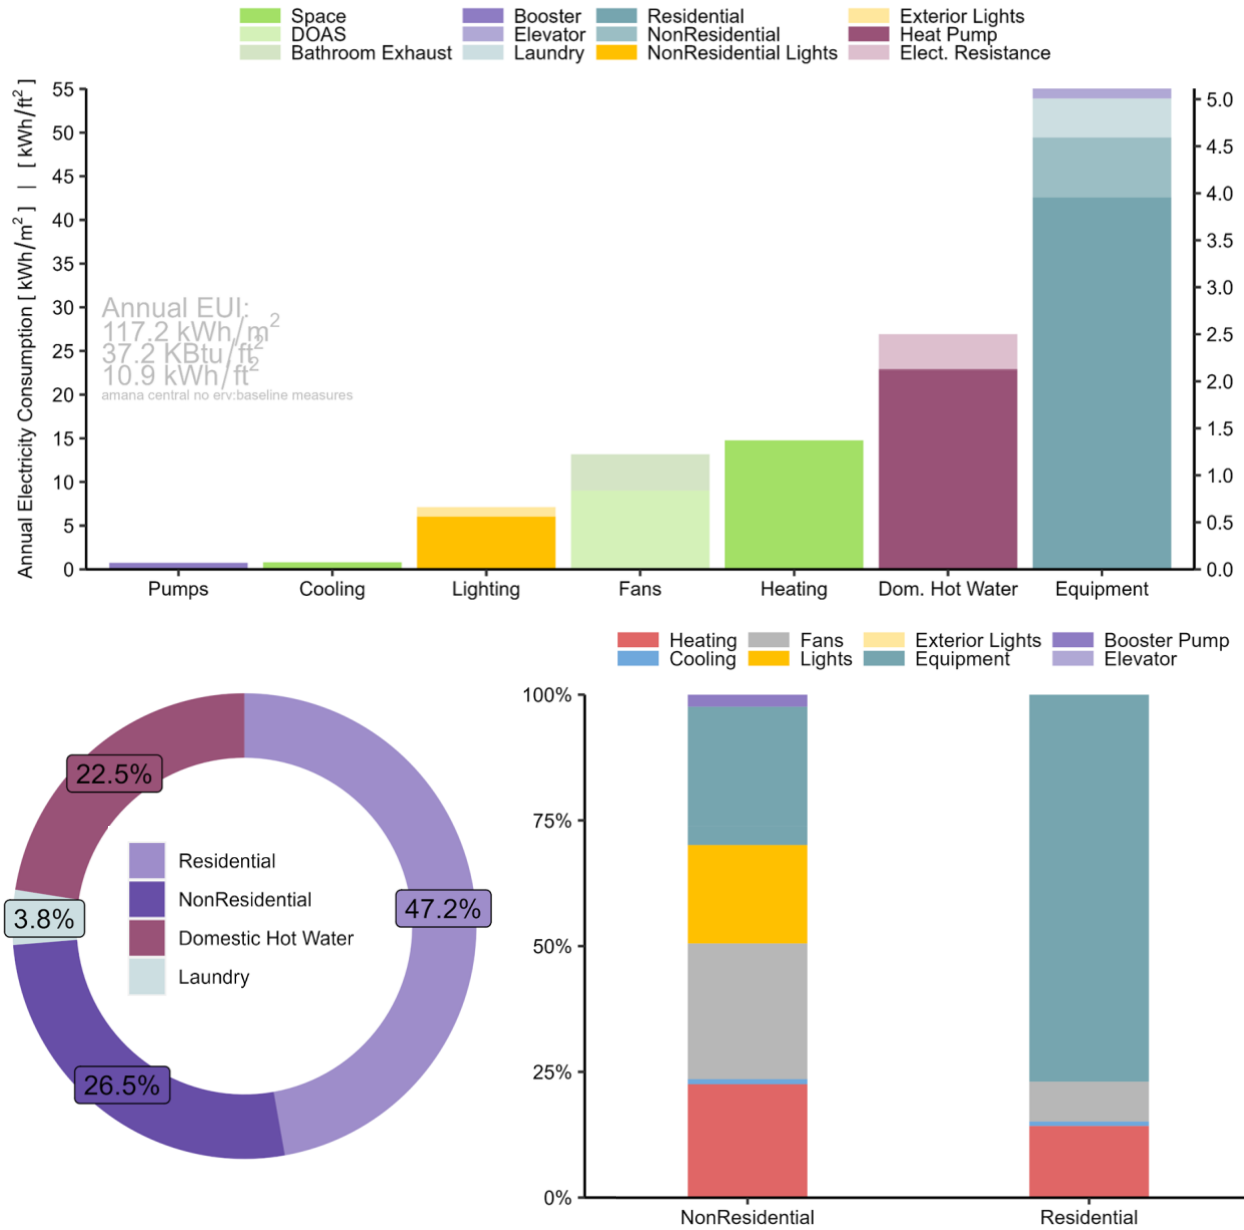 Space Booster Residential Exterior Lights
DOAS Elevator NonResidential Heat Pump
Bathroom Exhaust Laundry NonResidential Lights Elect. Resistance
Annual Electricity Consumption [ kWh/m² ] | [ kWh/ft² ]
55
50
45
40
35
30
25
20
15
10
5
0
5.0
4.5
4.0
3.5
3.0
2.5
2.0
1.5
1.0
0.5
0.0
Annual EUI:
117.2 kWh/m²
37.2 KBtu/ft²
10.9 kWh/ft²
amana central no erv:baseline measures
Pumps Cooling Lighting Fans Heating Dom. Hot Water Equipment
22.5%
3.8%
26.5%
47.2%
Residential
NonResidential
Domestic Hot Water
Laundry
Heating Fans Exterior Lights Booster Pump
Cooling Lights Equipment Elevator
100%
75%
50%
25%
0%
NonResidential Residential